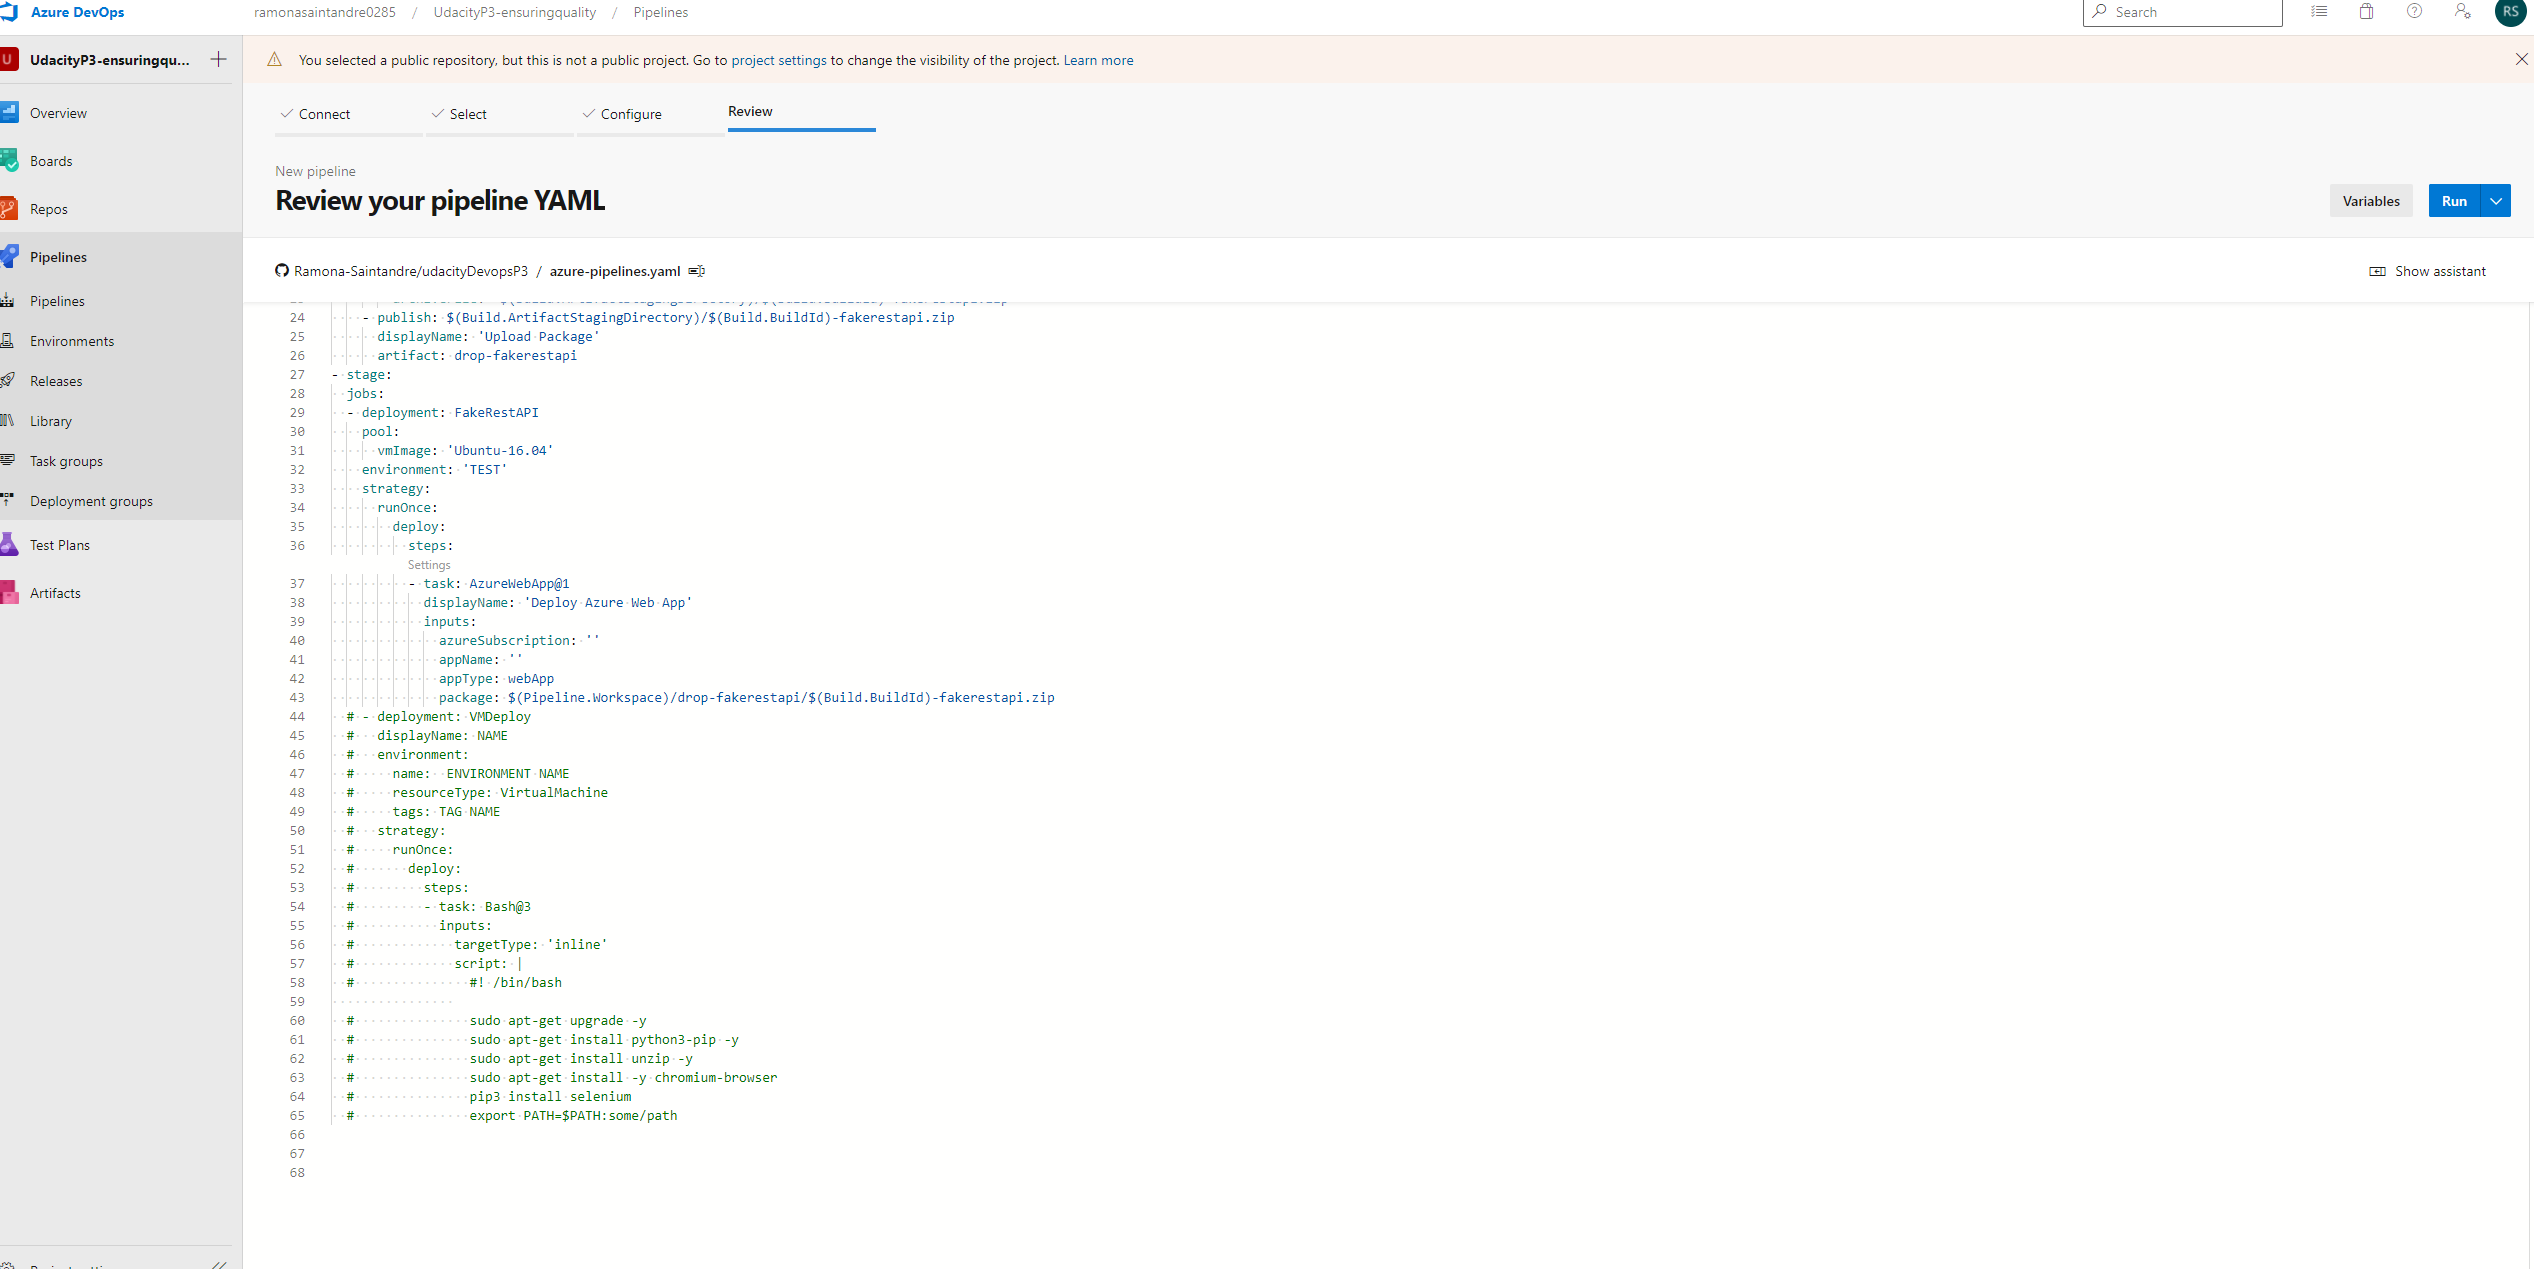 Azure DevOps
ramonasaintandre0285 / UdacityP3-ensuringquality / Pipelines
Search
RS
U UdacityP3-ensuringqu...
You selected a public repository, but this is not a public project. Go to project settings to change the visibility of the project. Learn more
Overview
Boards
Repos
Pipelines
Pipelines
Environments
Releases
Library
Task groups
Deployment groups
Test Plans
Artifacts
Connect
Select
Configure
Review
New pipeline
Review your pipeline YAML
Variables
Run
Ramona-Saintandre/udacityDevopsP3 / azure-pipelines.yaml
Show assistant
24 - publish: $(Build.ArtifactStagingDirectory)/$(Build.BuildId)-fakerestapi.zip
25 displayName: 'Upload Package'
26 artifact: drop-fakerestapi
27 - stage:
28 jobs:
29 - deployment: FakeRestAPI
30 pool:
31 vmImage: 'Ubuntu-16.04'
32 environment: 'TEST'
33 strategy:
34 runOnce:
35 deploy:
36 steps:
Settings
37 - task: AzureWebApp@1
38 displayName: 'Deploy Azure Web App'
39 inputs:
40 azureSubscription: ''
41 appName: ''
42 appType: webApp
43 package: $(Pipeline.Workspace)/drop-fakerestapi/$(Build.BuildId)-fakerestapi.zip
44 # - deployment: VMDeploy
45 # displayName: NAME
46 # environment:
47 # name: ENVIRONMENT NAME
48 # resourceType: VirtualMachine
49 # tags: TAG NAME
50 # strategy:
51 # runOnce:
52 # deploy:
53 # steps:
54 # - task: Bash@3
55 # inputs:
56 # targetType: 'inline'
57 # script: |
58 # #! /bin/bash
59
60 # sudo apt-get upgrade -y
61 # sudo apt-get install python3-pip -y
62 # sudo apt-get install unzip -y
63 # sudo apt-get install -y chromium-browser
64 # pip3 install selenium
65 # export PATH=$PATH:some/path
66
67
68